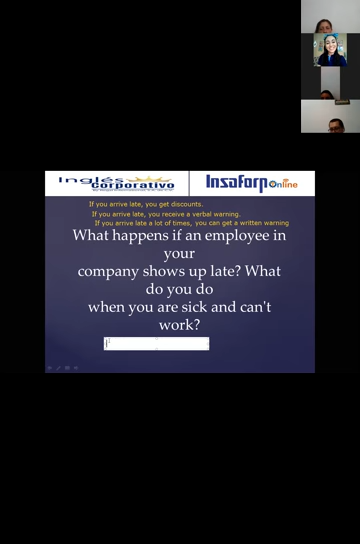 Inglés
Corporativo
Insaforp Online
If you arrive late, you get discounts.
If you arrive late, you receive a verbal warning.
If you arrive late a lot of times, you can get a written warning
What happens if an employee in
your
company shows up late? What
do you do
when you are sick and can't
work?